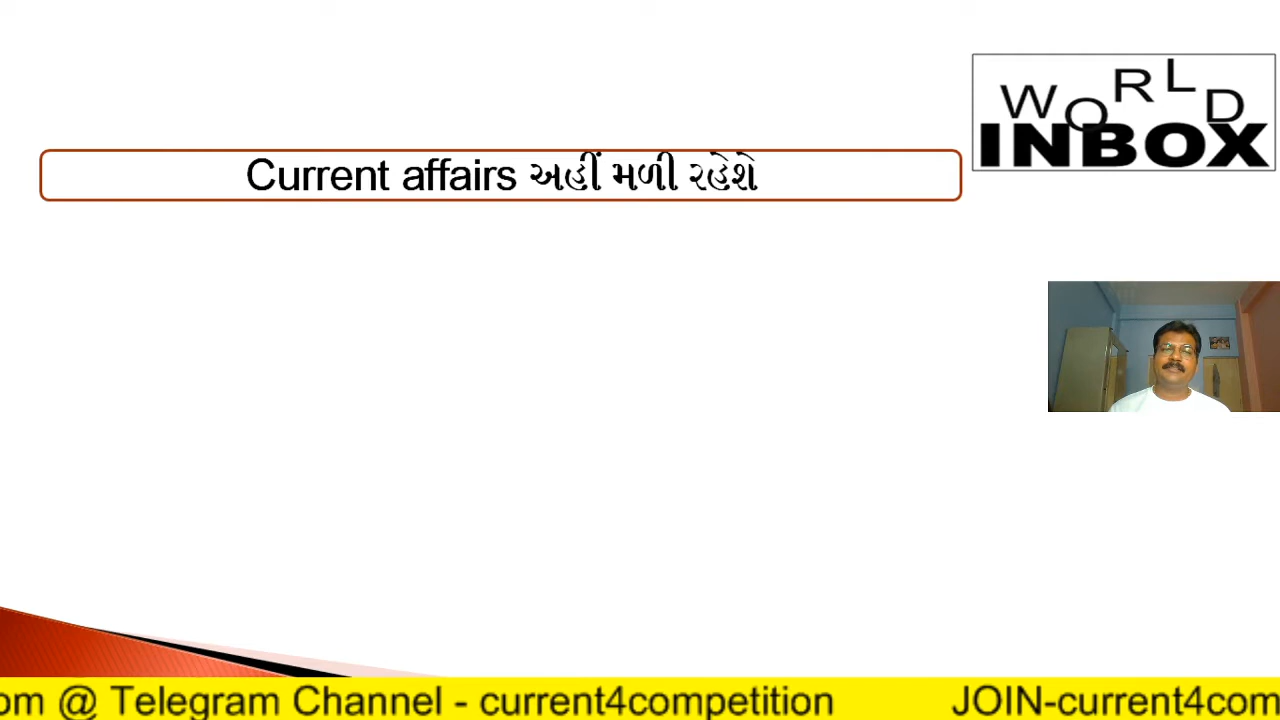 WORLD
INBOX
Current affairs અહીં મળી રહેશે
om @ Telegram Channel - current4competition JOIN-current4com